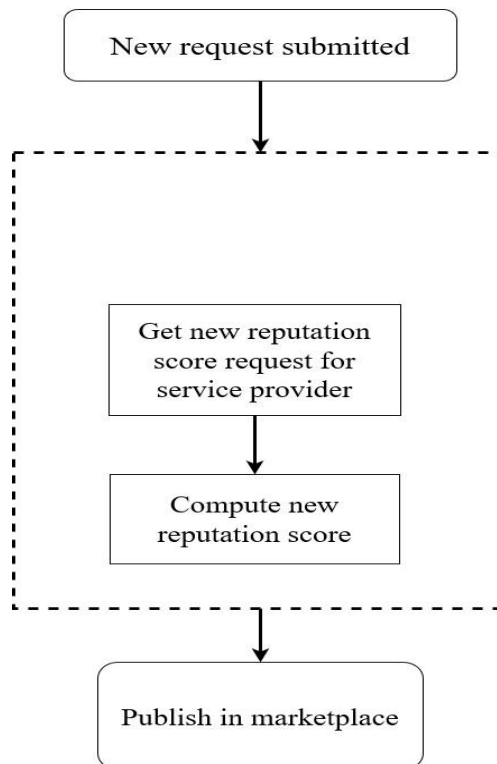 New request submitted
Get new reputation
score request for
service provider
Compute new
reputation score
Publish in marketplace